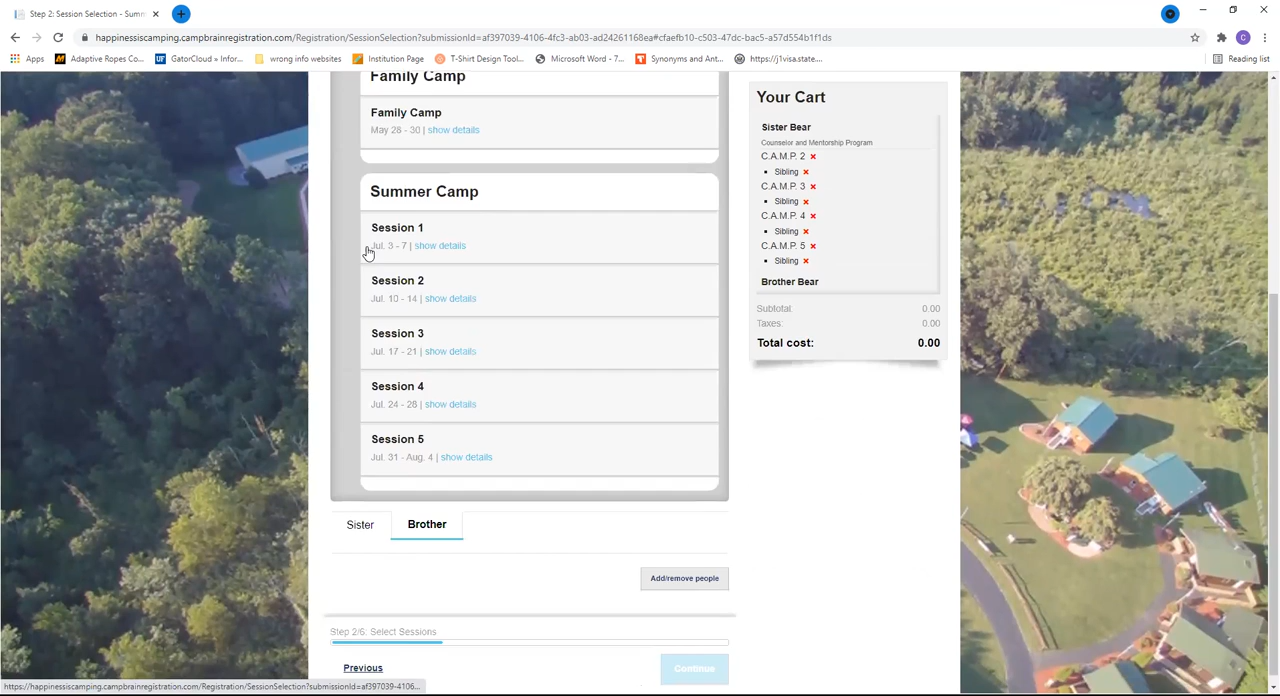 Step 2: Session Selection - Summ
happinessiscamping.campbrainregistration.com/Registration/SessionSelection?submissionId=af397039-4106-4fc3-ab03-ad24261168ea#cfaefb10-c503-47dc-bac5-a57d554b1f1ds
C
Apps
Adaptive Ropes Co...
GatorCloud » Infor...
wrong info websites
Institution Page
T-Shirt Design Tool...
Microsoft Word - 7...
Synonyms and Ant...
https://j1visa.state....
Reading list
Family Camp
Family Camp
May 28 - 30 | show details
Summer Camp
Session 1
Jul. 3 - 7 | show details
Session 2
Jul. 10 - 14 | show details
Session 3
Jul. 17 - 21 | show details
Session 4
Jul. 24 - 28 | show details
Session 5
Jul. 31 - Aug. 4 | show details
Sister
Brother
Add/remove people
Step 2/6: Select Sessions
Previous
Continue
Your Cart
Sister Bear
Counselor and Mentorship Program
C.A.M.P. 2
Sibling
C.A.M.P. 3
Sibling
C.A.M.P. 4
Sibling
C.A.M.P. 5
Sibling
Brother Bear
Subtotal: 0.00
Taxes: 0.00
Total cost: 0.00
https://happinessiscamping.campbrainregistration.com/Registration/SessionSelection?submissionId=af397039-4106...